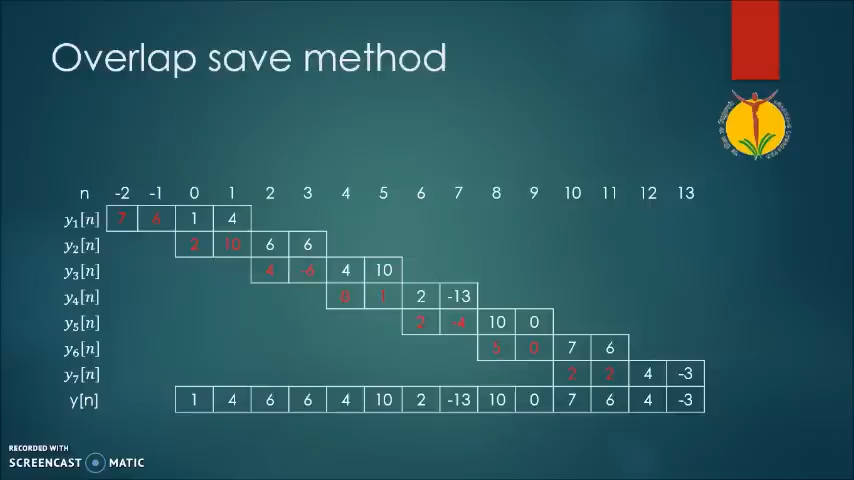 Overlap save method
n -2 -1 0 1 2 3 4 5 6 7 8 9 10 11 12 13
y₁[n] 7 6 1 4
y₂[n] 2 10 6 6
y₃[n] 4 -6 4 10
y₄[n] 0 1 2 -13
y₅[n] 2 -4 10 0
y₆[n] 5 0 7 6
y₇[n] 2 2 4 -3
y[n] 1 4 6 6 4 10 2 -13 10 0 7 6 4 -3
RECORDED WITH
SCREENCAST MATIC